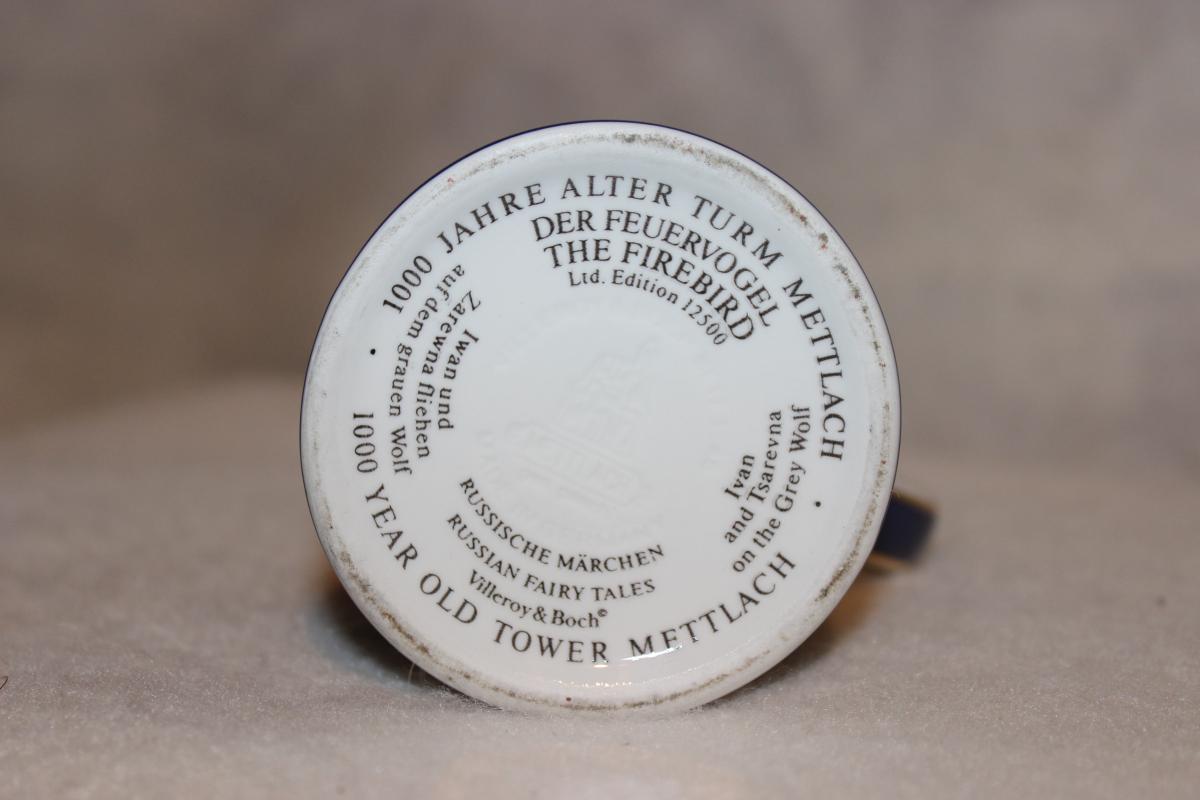 1000 JAHRE ALTER TURM METTLACH
DER FEUERVOGEL
THE FIREBIRD
Ltd. Edition 12500
Iwan und
Zarewna fliehen
auf dem grauen Wolf
Ivan
and Tsarevna
on the Grey Wolf
RUSSISCHE MÄRCHEN
RUSSIAN FAIRY TALES
Villeroy & Boch©
1000 YEAR OLD TOWER METTLACH